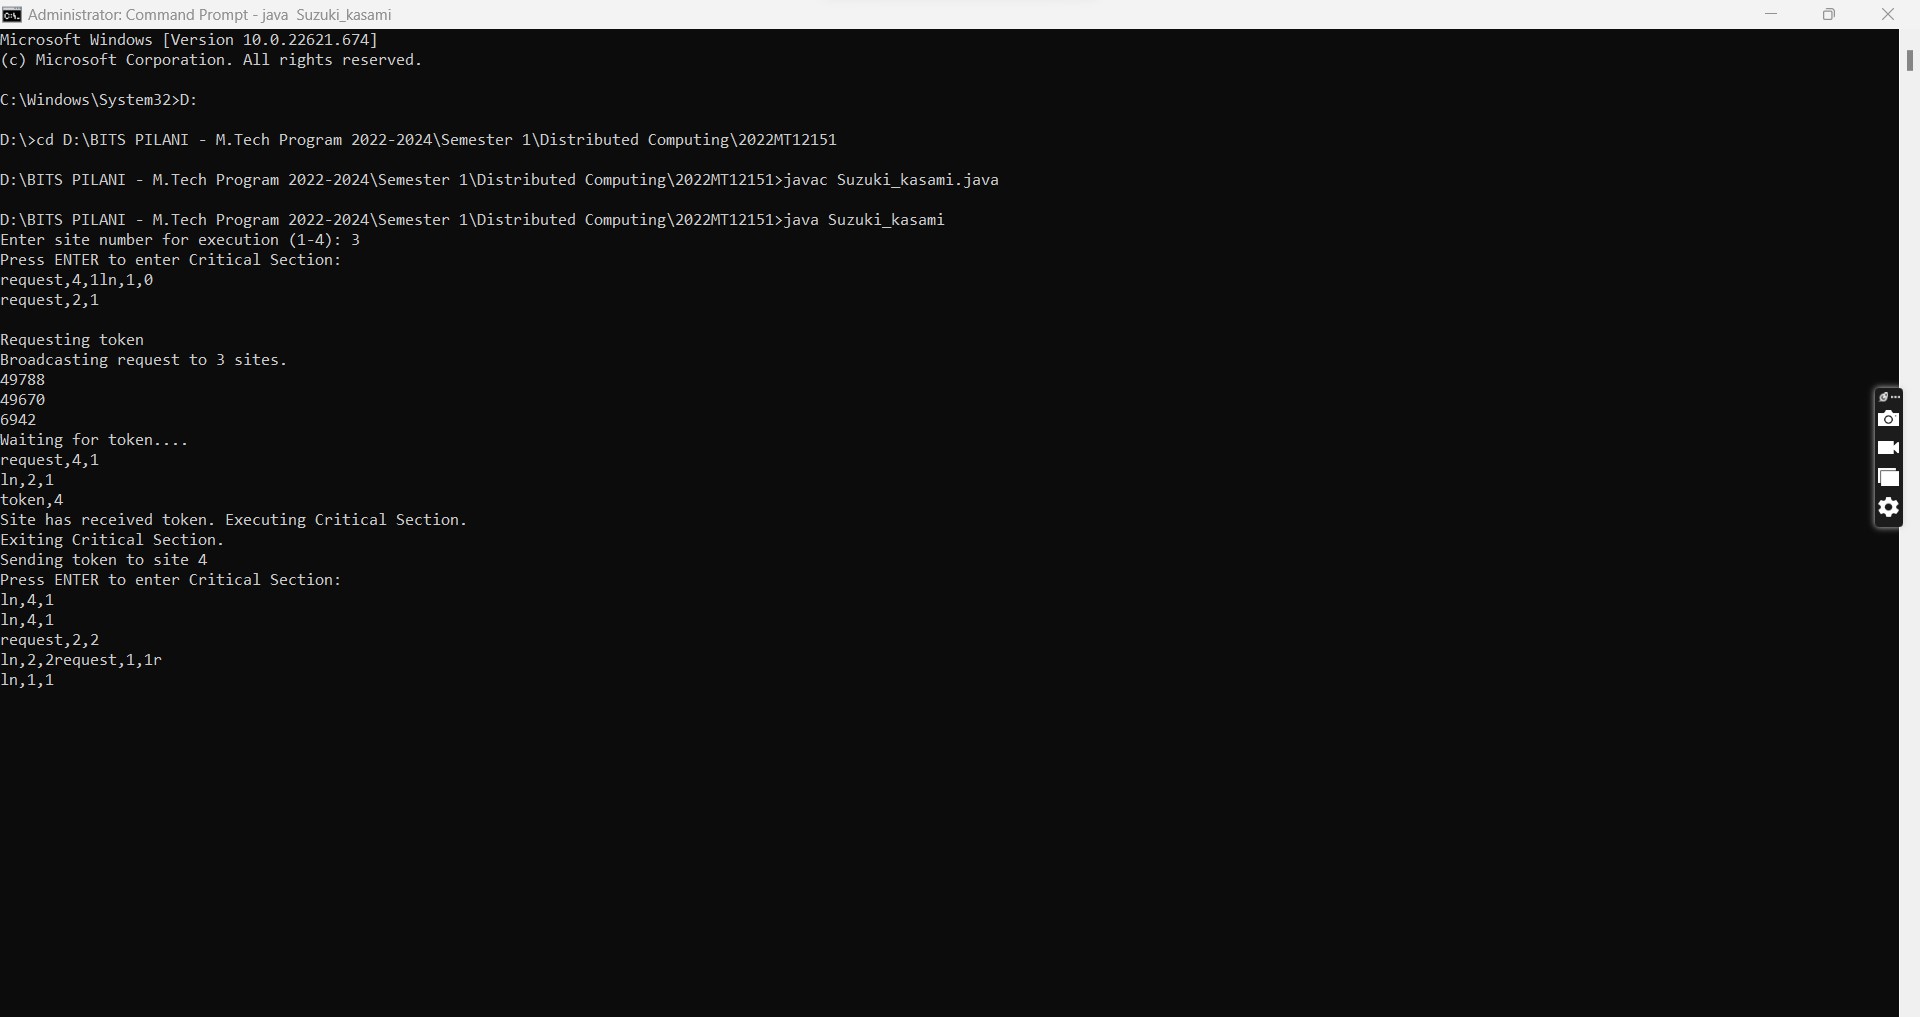 Administrator: Command Prompt - java  Suzuki_kasami
Microsoft Windows [Version 10.0.22621.674]
(c) Microsoft Corporation. All rights reserved.
C:\Windows\System32>D:
D:\>cd D:\BITS PILANI - M.Tech Program 2022-2024\Semester 1\Distributed Computing\2022MT12151
D:\BITS PILANI - M.Tech Program 2022-2024\Semester 1\Distributed Computing\2022MT12151>javac Suzuki_kasami.java
D:\BITS PILANI - M.Tech Program 2022-2024\Semester 1\Distributed Computing\2022MT12151>java Suzuki_kasami
Enter site number for execution (1-4): 3
Press ENTER to enter Critical Section:
request,4,1ln,1,0
request,2,1
Requesting token
Broadcasting request to 3 sites.
49788
49670
6942
Waiting for token....
request,4,1
ln,2,1
token,4
Site has received token. Executing Critical Section.
Exiting Critical Section.
Sending token to site 4
Press ENTER to enter Critical Section:
ln,4,1
ln,4,1
request,2,2
ln,2,2request,1,1r
ln,1,1